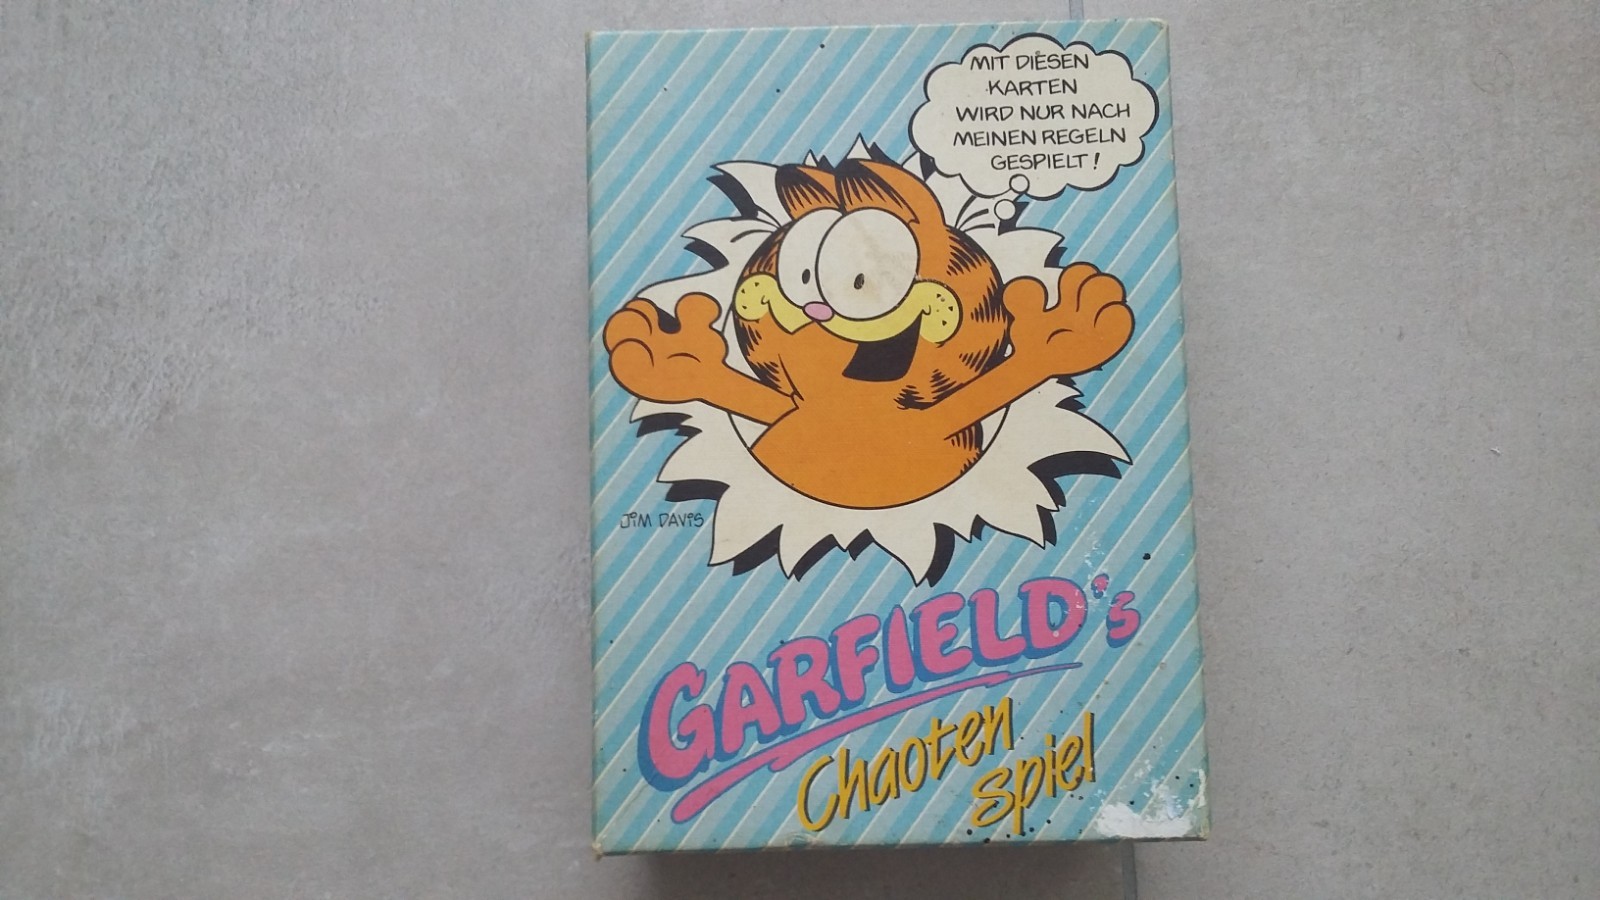 MIT DIESEN
KARTEN
WIRD NUR NACH
MEINEN REGELN
GESPIELT!
JIM DAVIS
GARFIELD's
Chaoten
Spiel